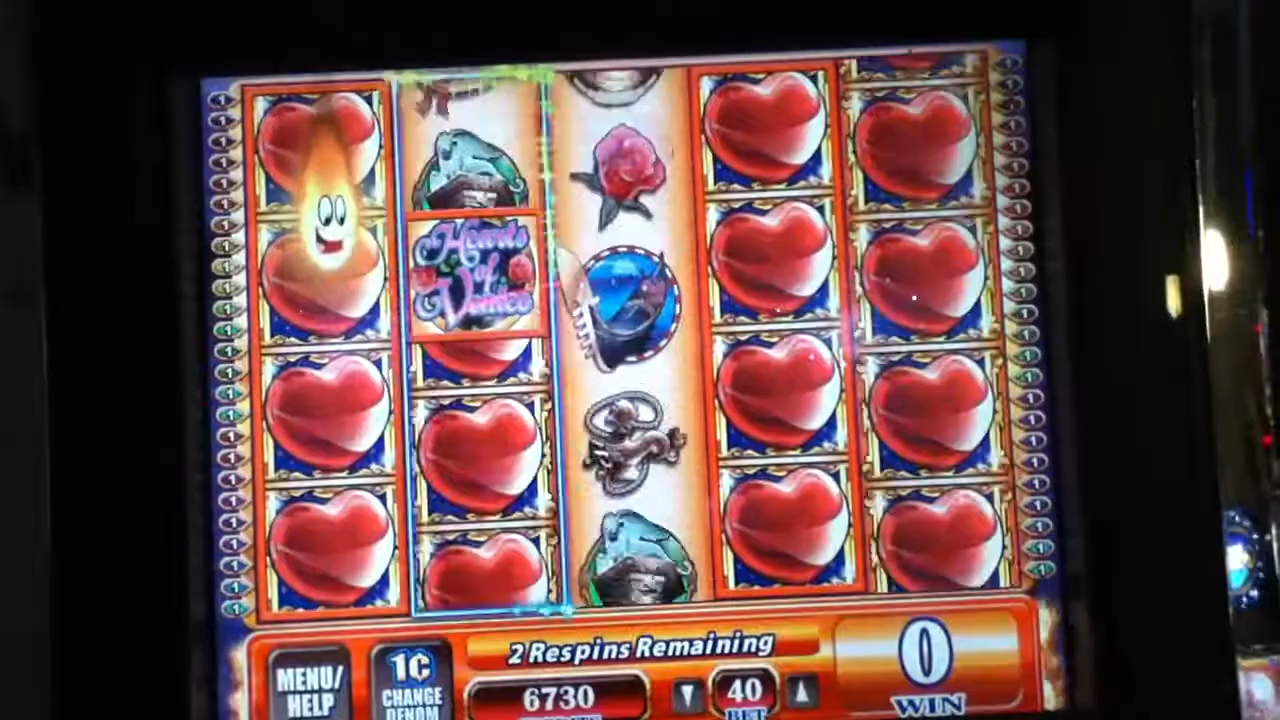 Hearts
of
Venice
2 Respins Remaining
MENU/
HELP
1¢
CHANGE
DENOM
6730
40
BET
0
WIN